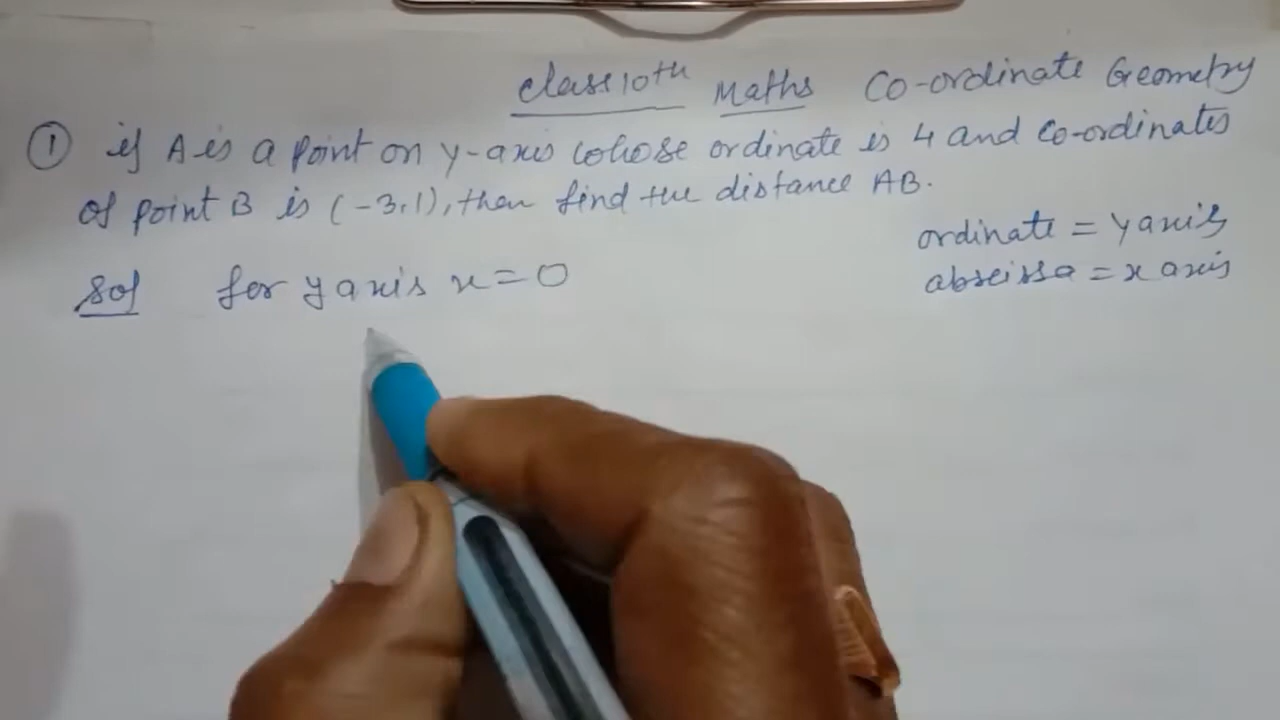 Class 10th Maths Co-ordinate Geometry
① if A is a point on y-axis whose ordinate is 4 and Co-ordinates
of point B is (-3,1), then find the distance AB.
ordinate = y axis
abscissa = x axis
Sol for y axis x = 0